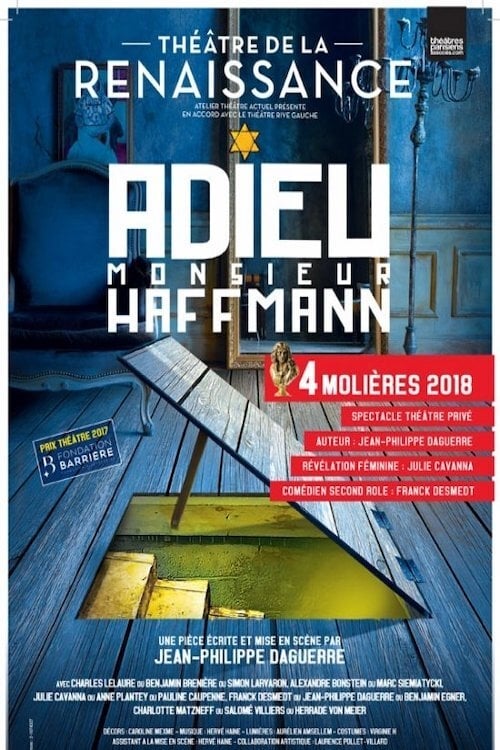 théâtres
parisiens
associés.com
THÉÂTRE DE LA
RENAISSANCE
ATELIER THÉÂTRE ACTUEL PRÉSENTE
EN ACCORD AVEC LE THÉÂTRE RIVE GAUCHE
ADIEU
MONSIEUR
HAFFMANN
4 MOLIÈRES 2018
SPECTACLE THÉÂTRE PRIVÉ
AUTEUR : JEAN-PHILIPPE DAGUERRE
RÉVÉLATION FÉMININE : JULIE CAVANNA
COMÉDIEN SECOND ROLE : FRANCK DESMEDT
PRIX THÉÂTRE 2017
B FONDATION
BARRIÈRE
UNE PIÈCE ÉCRITE ET MISE EN SCÈNE PAR
JEAN-PHILIPPE DAGUERRE
AVEC CHARLES LELAURE OU BENJAMIN BRENIÈRE OU SIMON LARVARON, ALEXANDRE BONSTEIN OU MARC SIEMIATYCKI,
JULIE CAVANNA OU ANNE PLANTEY OU PAULINE CAUPENNE, FRANCK DESMEDT OU JEAN-PHILIPPE DAGUERRE OU BENJAMIN EGNER,
CHARLOTTE MATZNEFF OU SALOMÉ VILLIERS OU HERRADE VON MEIER
DÉCORS : CAROLINE MEXME - MUSIQUE : HERVÉ HAINE - LUMIÈRES : AURÉLIEN AMSELLEM - COSTUMES : VIRGINIE H
ASSISTANT A LA MISE EN SCÈNE : HERVÉ HAINE - COLLABORATION ARTISTIQUE : LAURENCE POLLET-VILLARD